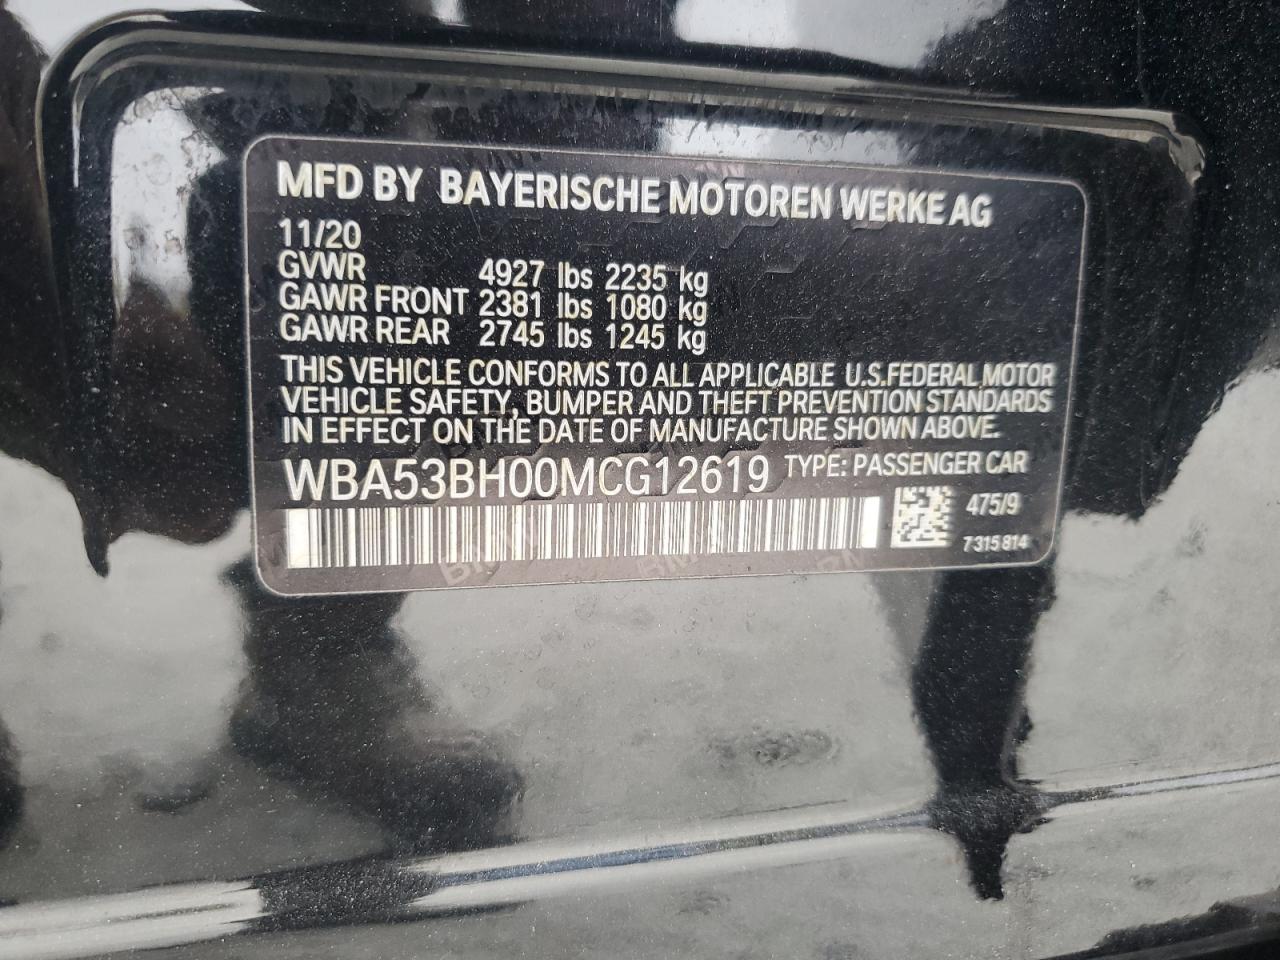 MFD BY BAYERISCHE MOTOREN WERKE AG
11/20
GVWR 4927 lbs 2235 kg
GAWR FRONT 2381 lbs 1080 kg
GAWR REAR 2745 lbs 1245 kg
THIS VEHICLE CONFORMS TO ALL APPLICABLE U.S.FEDERAL MOTOR
VEHICLE SAFETY, BUMPER AND THEFT PREVENTION STANDARDS
IN EFFECT ON THE DATE OF MANUFACTURE SHOWN ABOVE.
WBA53BH00MCG12619 TYPE: PASSENGER CAR
475/9
7315814